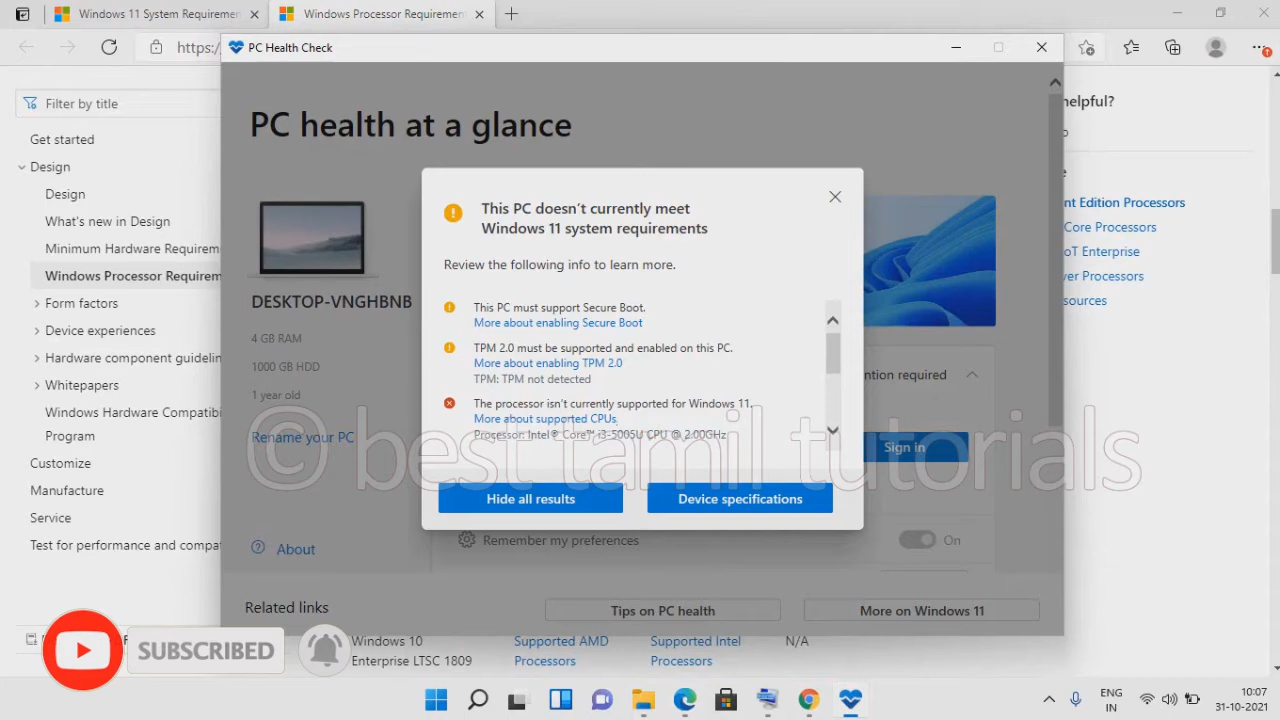 Windows 11 System Requiremen
Windows Processor Requirement
https:/
PC Health Check
Filter by title
Get started
Design
Design
What's new in Design
Minimum Hardware Requirem
Windows Processor Requirem
Form factors
Device experiences
Hardware component guidelin
Whitepapers
Windows Hardware Compatibi
Program
Customize
Manufacture
Service
Test for performance and compat
PC health at a glance
DESKTOP-VNGHBNB
4 GB RAM
1000 GB HDD
1 year old
Rename your PC
About
This PC doesn't currently meet
Windows 11 system requirements
Review the following info to learn more.
This PC must support Secure Boot.
More about enabling Secure Boot
TPM 2.0 must be supported and enabled on this PC.
More about enabling TPM 2.0
TPM: TPM not detected
The processor isn't currently supported for Windows 11.
More about supported CPUs
Processor: Intel® Core™ i3-5005U CPU @ 2.00GHz
Hide all results
Device specifications
ntion required
Sign in
Remember my preferences
On
Related links
Tips on PC health
More on Windows 11
helpful?
o
e
nt Edition Processors
Core Processors
oT Enterprise
ver Processors
sources
© best tamil tutorials
SUBSCRIBED
Windows 10
Enterprise LTSC 1809
Supported AMD
Processors
Supported Intel
Processors
N/A
ENG
IN
10:07
31-10-2021